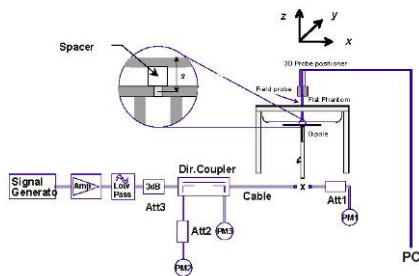 z
y
x
Spacer
s
3D Probe positioner
Field probe
Flat Phantom
Dipole
Signal
Generato
Amp
Low
Pass
3dB
Att3
Dir.Coupler
Cable
x
Att1
PM1
Att2
PM3
PM2
PC